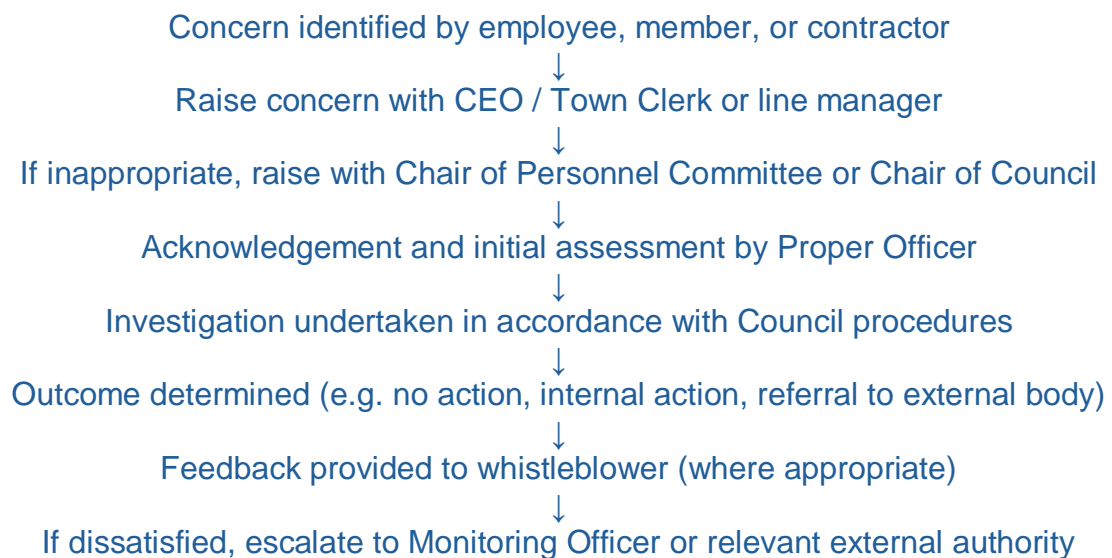 Concern identified by employee, member, or contractor
↓
Raise concern with CEO / Town Clerk or line manager
↓
If inappropriate, raise with Chair of Personnel Committee or Chair of Council
↓
Acknowledgement and initial assessment by Proper Officer
↓
Investigation undertaken in accordance with Council procedures
↓
Outcome determined (e.g. no action, internal action, referral to external body)
↓
Feedback provided to whistleblower (where appropriate)
↓
If dissatisfied, escalate to Monitoring Officer or relevant external authority